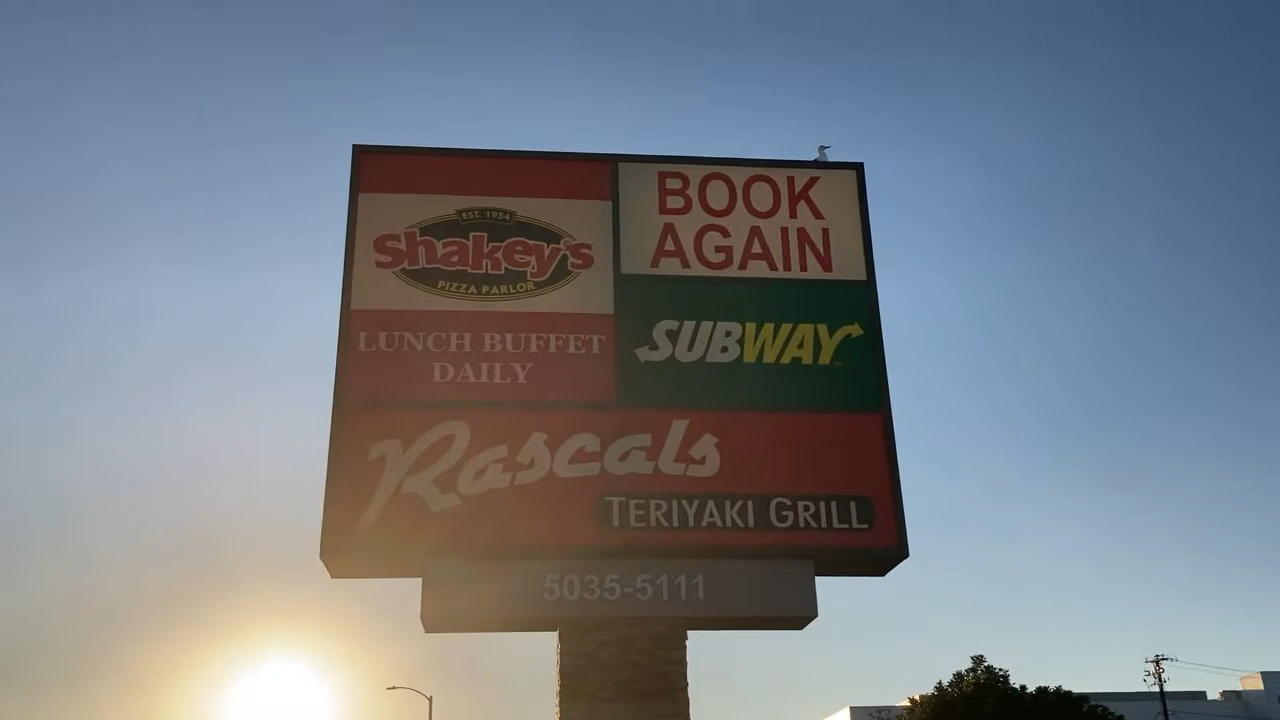 EST. 1954
Shakey's
PIZZA PARLOR
LUNCH BUFFET
DAILY
BOOK
AGAIN
SUBWAY
Rascals
TERIYAKI GRILL
5035-5111